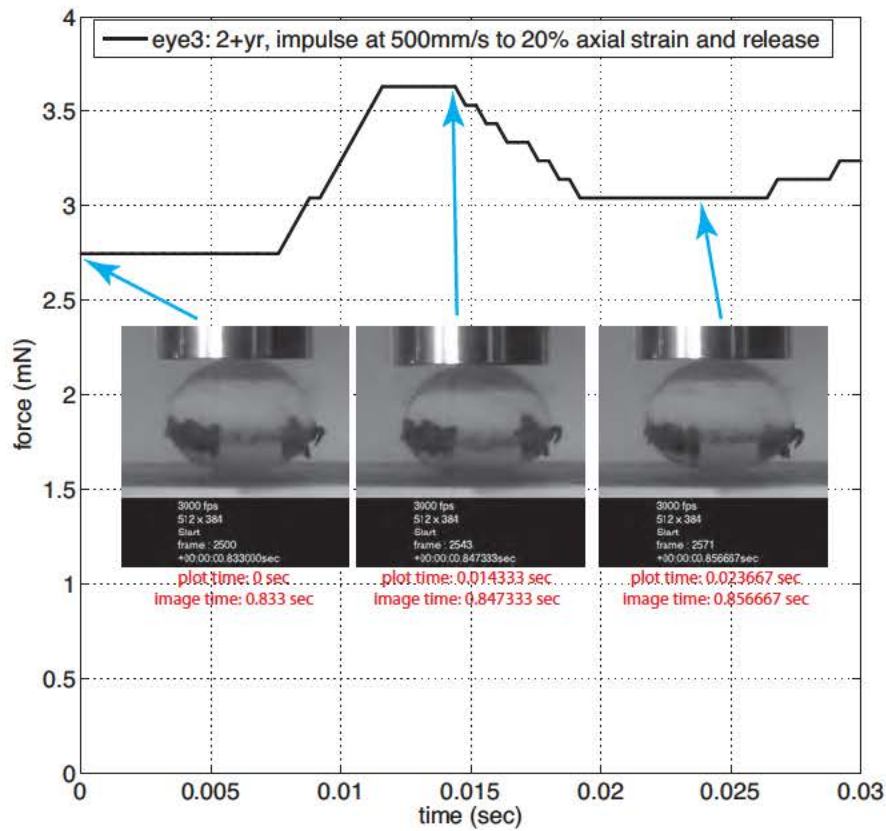 4
eye3: 2+yr, impulse at 500mm/s to 20% axial strain and release
3.5
3
2.5
2
1.5
1
0.5
0
force (mN)
3000 fps
512 x 384
Start
frame : 2500
+00:00:00.833000sec
plot time: 0 sec
image time: 0.833 sec
3000 fps
512 x 384
Start
frame : 2543
+00:00:00.847333sec
plot time: 0.014333 sec
image time: 0.847333 sec
3000 fps
512 x 384
Start
frame : 2571
+00:00:00.856667sec
plot time: 0.023667 sec
image time: 0.856667 sec
0 0.005 0.01 0.015 0.02 0.025 0.03
time (sec)